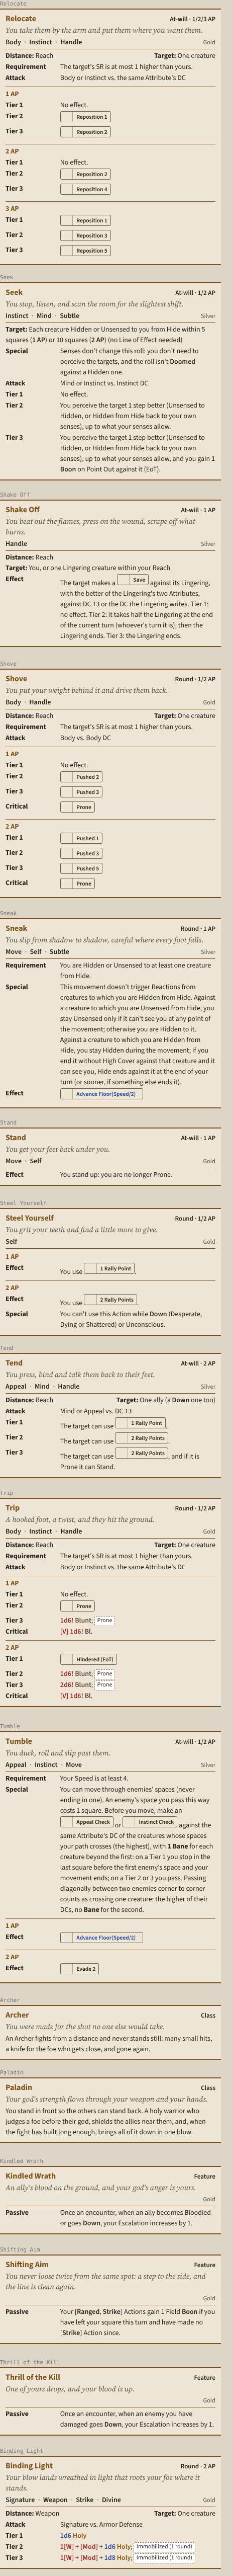 Relocate
Relocate At-will · 1/2/3 AP
You take them by the arm and put them where you want them.
Body · Instinct · Handle Gold
Distance: Reach Target: One creature
Requirement The target's SR is at most 1 higher than yours.
Attack Body or Instinct vs. the same Attribute's DC
1 AP
Tier 1 No effect.
Tier 2 Reposition 1
Tier 3 Reposition 2
2 AP
Tier 1 No effect.
Tier 2 Reposition 2
Tier 3 Reposition 4
3 AP
Tier 1 Reposition 1
Tier 2 Reposition 3
Tier 3 Reposition 5
Seek
Seek At-will · 1/2 AP
You stop, listen, and scan the room for the slightest shift.
Instinct · Mind · Subtle Silver
Target: Each creature Hidden or Unsensed to you from Hide within 5
squares (1 AP) or 10 squares (2 AP) (no Line of Effect needed)
Special Senses don't change this roll: you don't need to
perceive the targets, and the roll isn't Doomed
against a Hidden one.
Attack Mind or Instinct vs. Instinct DC
Tier 1 No effect.
Tier 2 You perceive the target 1 step better (Unsensed to
Hidden, or Hidden from Hide back to your own
senses), up to what your senses allow.
Tier 3 You perceive the target 1 step better (Unsensed to
Hidden, or Hidden from Hide back to your own
senses), up to what your senses allow, and you gain 1
Boon on Point Out against it (EoT).
Shake Off
Shake Off At-will · 1 AP
You beat out the flames, press on the wound, scrape off what
burns.
Handle Silver
Distance: Reach
Target: You, or one Lingering creature within your Reach
Effect The target makes a Save against its Lingering,
with the better of the Lingering's two Attributes,
against DC 13 or the DC the Lingering writes. Tier 1:
no effect. Tier 2: it takes half the Lingering at the end
of the current turn (whoever's turn it is), then the
Lingering ends. Tier 3: the Lingering ends.
Shove
Shove Round · 1/2 AP
You put your weight behind it and drive them back.
Body · Handle Gold
Distance: Reach Target: One creature
Requirement The target's SR is at most 1 higher than yours.
Attack Body vs. Body DC
1 AP
Tier 1 No effect.
Tier 2 Pushed 2
Tier 3 Pushed 3
Critical Prone
2 AP
Tier 1 Pushed 1
Tier 2 Pushed 3
Tier 3 Pushed 5
Critical Prone
Sneak
Sneak Round · 1 AP
You slip from shadow to shadow, careful where every foot falls.
Move · Self · Subtle Silver
Requirement You are Hidden or Unsensed to at least one creature
from Hide.
Special This movement doesn't trigger Reactions from
creatures to which you are Hidden from Hide. Against
a creature to which you are Unsensed from Hide, you
stay Unsensed only if it can't see you at any point of
the movement; otherwise you are Hidden to it.
Against a creature to which you are Hidden from
Hide, you stay Hidden during the movement; if you
end it without High Cover against that creature and it
can see you, Hide ends against it at the end of your
turn (or sooner, if something else ends it).
Effect Advance Floor(Speed/2)
Stand
Stand At-will · 1 AP
You get your feet back under you.
Move · Self Gold
Effect You stand up: you are no longer Prone.
Steel Yourself
Steel Yourself Round · 1/2 AP
You grit your teeth and find a little more to give.
Self Gold
1 AP
Effect You use 1 Rally Point.
2 AP
Effect You use 2 Rally Points.
Special You can't use this Action while Down (Desperate,
Dying or Shattered) or Unconscious.
Tend
Tend At-will · 2 AP
You press, bind and talk them back to their feet.
Appeal · Mind · Handle Silver
Distance: Reach Target: One ally (a Down one too)
Attack Mind or Appeal vs. DC 13
Tier 1 The target can use 1 Rally Point.
Tier 2 The target can use 2 Rally Points.
Tier 3 The target can use 2 Rally Points, and if it is
Prone it can Stand.
Trip
Trip Round · 1/2 AP
A hooked foot, a twist, and they hit the ground.
Body · Instinct · Handle Gold
Distance: Reach Target: One creature
Requirement The target's SR is at most 1 higher than yours.
Attack Body or Instinct vs. the same Attribute's DC
1 AP
Tier 1 No effect.
Tier 2 Prone
Tier 3 1d6! Blunt; Prone
Critical [V] 1d6! Bl.
2 AP
Tier 1 Hindered (EoT)
Tier 2 1d6! Blunt; Prone
Tier 3 2d6! Blunt; Prone
Critical [V] 1d6! Bl.
Tumble
Tumble At-will · 1/2 AP
You duck, roll and slip past them.
Appeal · Instinct · Move Silver
Requirement Your Speed is at least 4.
Special You can move through enemies' spaces (never
ending in one). An enemy's space you pass this way
costs 1 square. Before you move, make an
Appeal Check or Instinct Check against the
same Attribute's DC of the creatures whose spaces
your path crosses (the highest), with 1 Bane for each
creature beyond the first: on a Tier 1 you stop in the
last square before the first enemy's space and your
movement ends; on a Tier 2 or 3 you pass. Passing
diagonally between two enemies corner to corner
counts as crossing one creature: the higher of their
DCs, no Bane for the second.
1 AP
Effect Advance Floor(Speed/2)
2 AP
Effect Evade 2
Archer
Archer Class
You were made for the shot no one else would take.
An Archer fights from a distance and never stands still: many small hits,
a knife for the foe who gets close, and gone again.
Paladin
Paladin Class
Your god's strength flows through your weapon and your hands.
You stand in front so the others can stand back. A holy warrior who
judges a foe before their god, shields the allies near them, and, when
the fight has built long enough, brings all of it down in one blow.
Kindled Wrath
Kindled Wrath Feature
An ally's blood on the ground, and your god's anger is yours.
Gold
Passive Once an encounter, when an ally becomes Bloodied
or goes Down, your Escalation increases by 1.
Shifting Aim
Shifting Aim Feature
You never loose twice from the same spot: a step to the side, and
the line is clean again.
Gold
Passive Your [Ranged, Strike] Actions gain 1 Field Boon if you
have left your square this turn and have made no
[Strike] Action since.
Thrill of the Kill
Thrill of the Kill Feature
One of yours drops, and your blood is up.
Gold
Passive Once an encounter, when an enemy you have
damaged goes Down, your Escalation increases by 1.
Binding Light
Binding Light Round · 2 AP
Your blow lands wreathed in light that roots your foe where it
stands.
Signature · Weapon · Strike · Divine Gold
Distance: Weapon Target: One creature
Attack Signature vs. Armor Defense
Tier 1 1d6 Holy
Tier 2 1[W] + [Mod] + 1d6 Holy; Immobilized (1 round)
Tier 3 1[W] + [Mod] + 1d8 Holy; Immobilized (1 round)